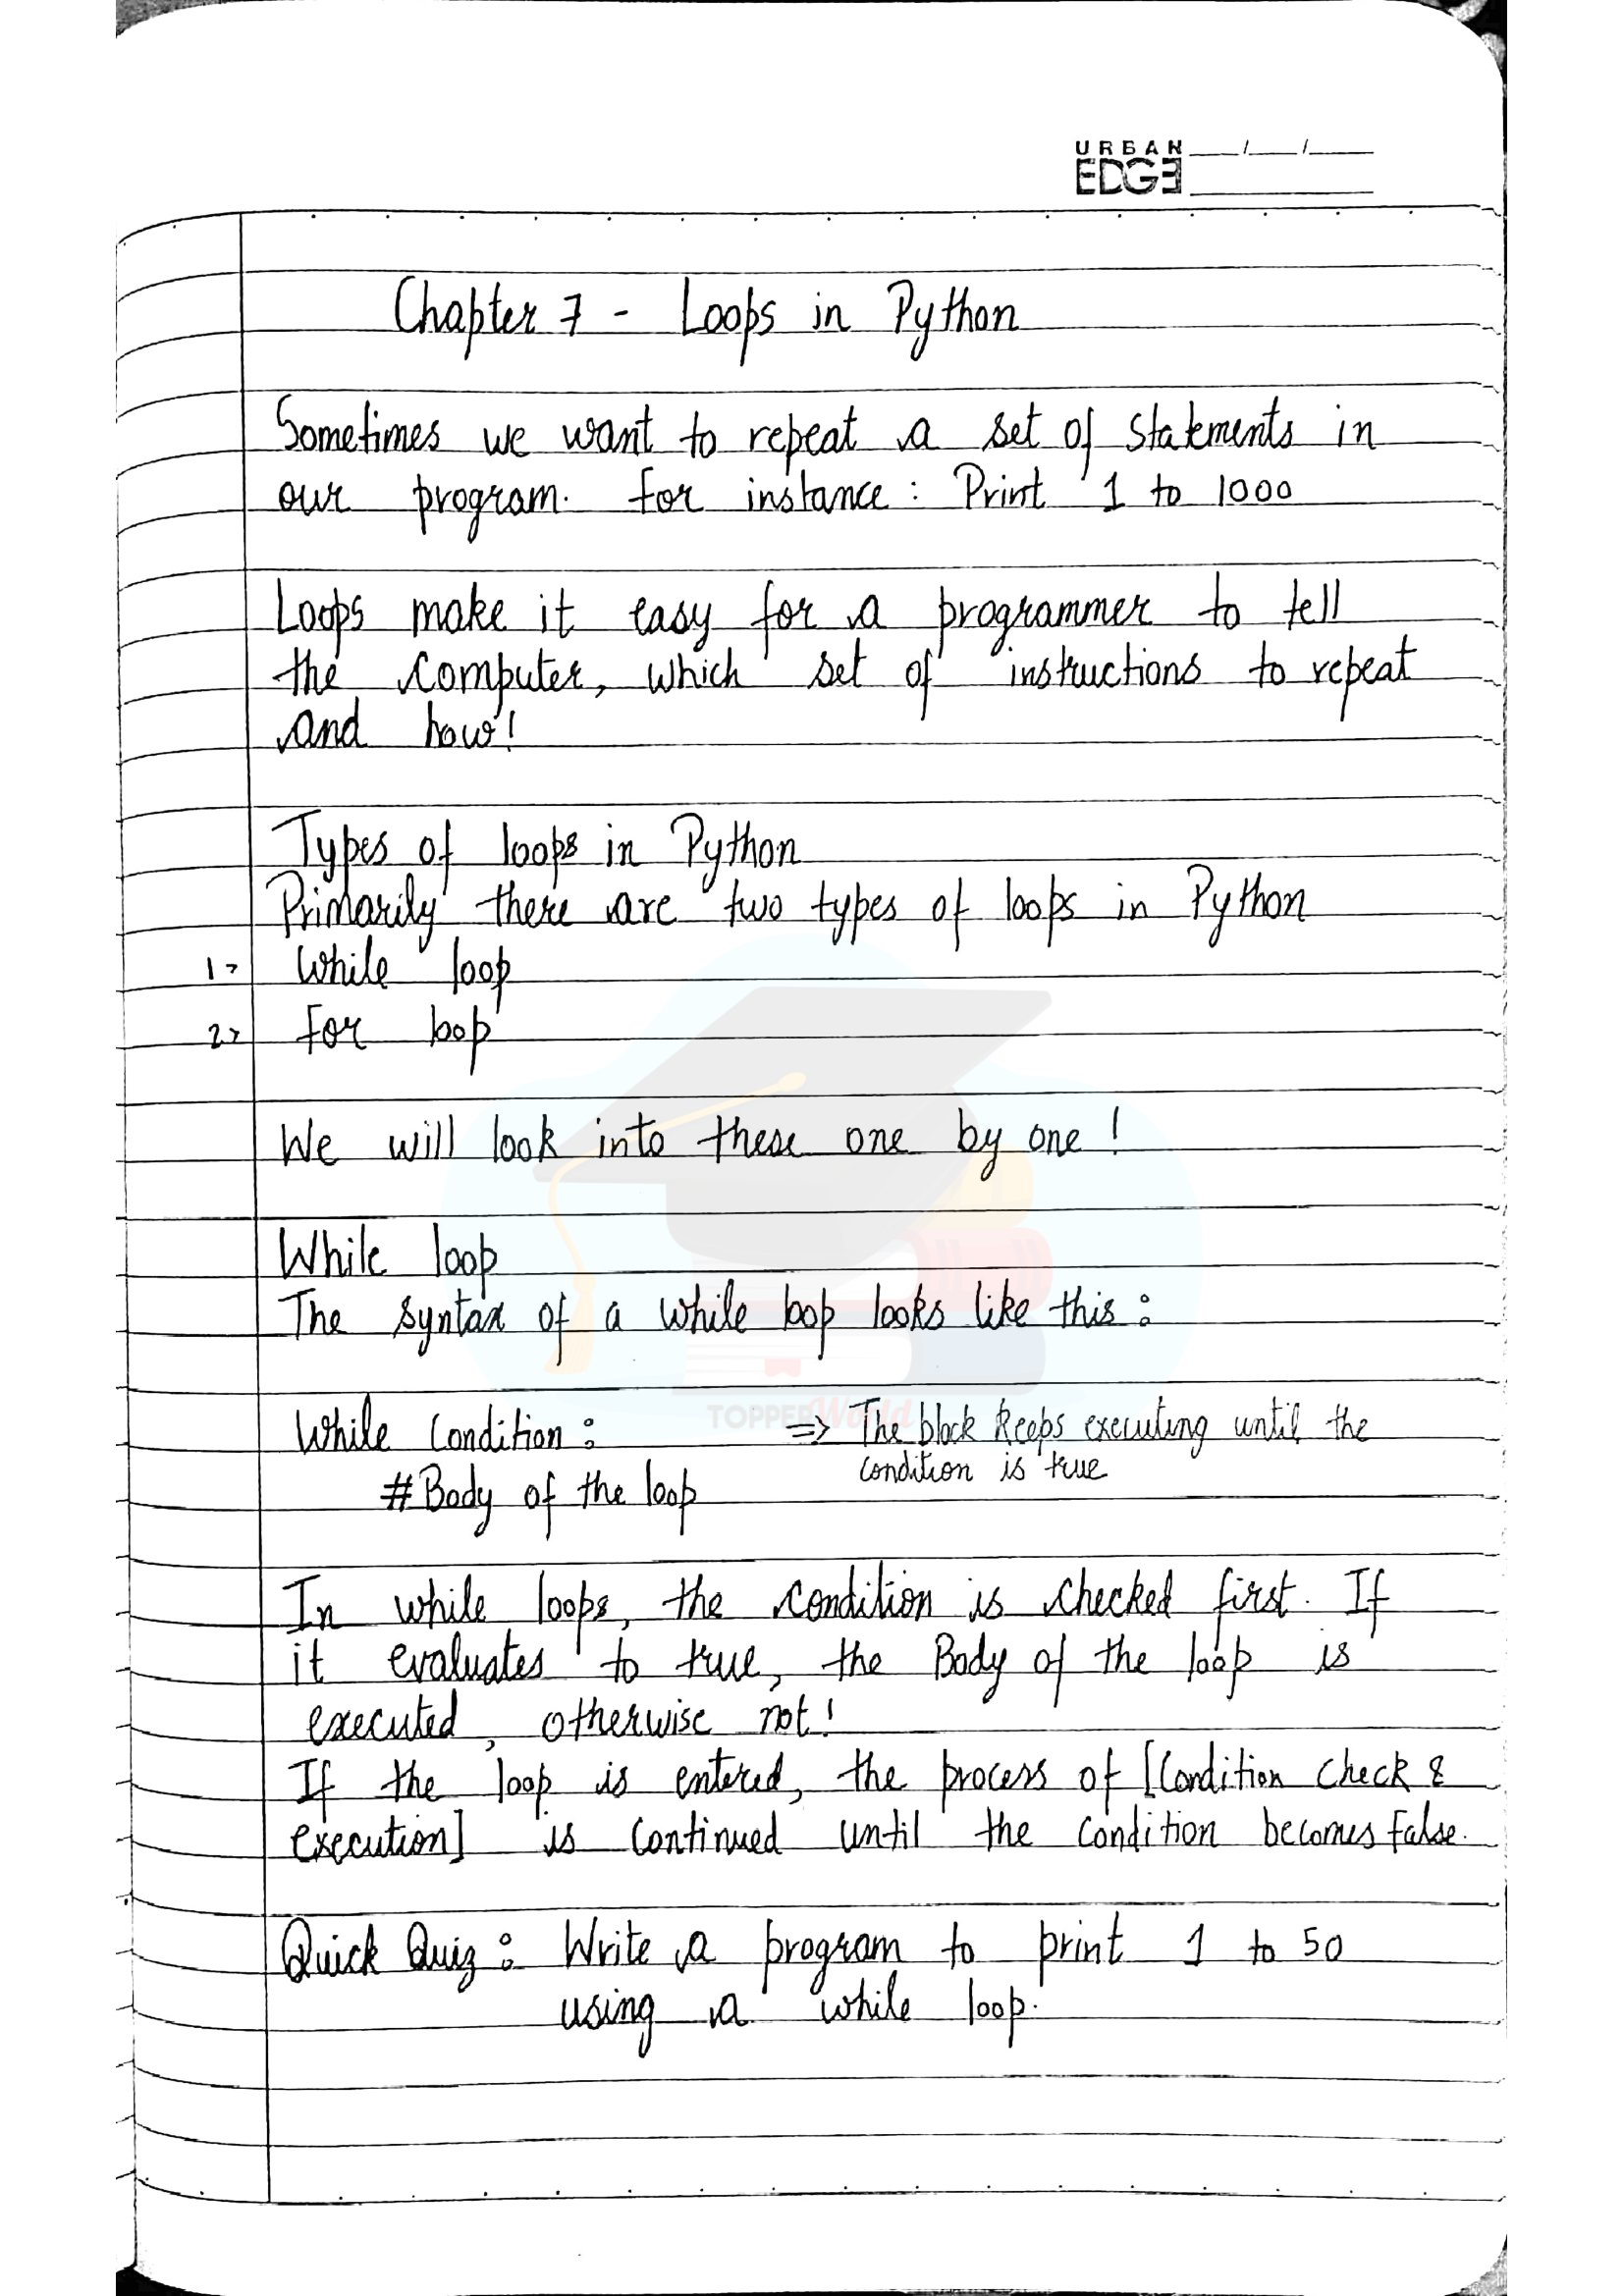 URBAN
EDGE
Chapter 7 - Loops in Python
Sometimes we want to repeat a set of statements in
our program. For instance : Print 1 to 1000
Loops make it easy for a programmer to tell
the computer, which set of instructions to repeat
and how!
Types of loops in Python
Primarily there are two types of loops in Python
1> While loop
2> for loop
We will look into these one by one !
While loop
The syntax of a while loop looks like this :
While Condition :
=> The block keeps executing until the
condition is true
# Body of the loop
TOPPERWorld
In while loops, the condition is checked first. If
it evaluates to true, the Body of the loop is
executed, otherwise not!
If the loop is entered, the process of [Condition check &
execution] is continued until the condition becomes false.
Quick Quiz : Write a program to print 1 to 50
using a while loop.